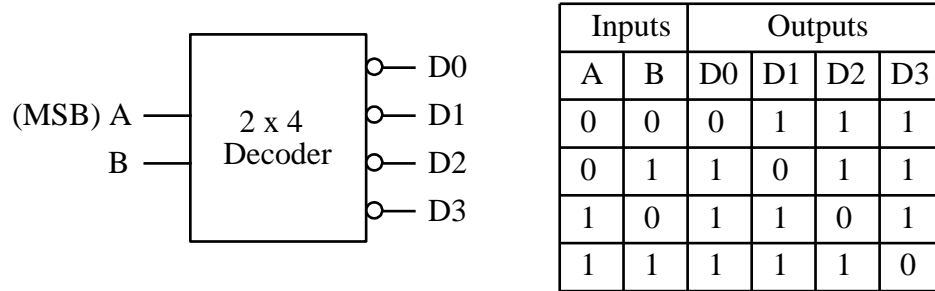 (MSB) A
B
2 x 4
Decoder
D0
D1
D2
D3
Inputs Outputs
A B D0 D1 D2 D3
0 0 0 1 1 1
0 1 1 0 1 1
1 0 1 1 0 1
1 1 1 1 1 0